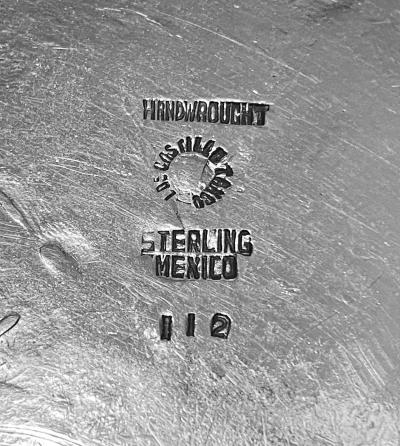 HANDWROUGHT
LOS CASTILLO TAXCO
STERLING
MEXICO
112